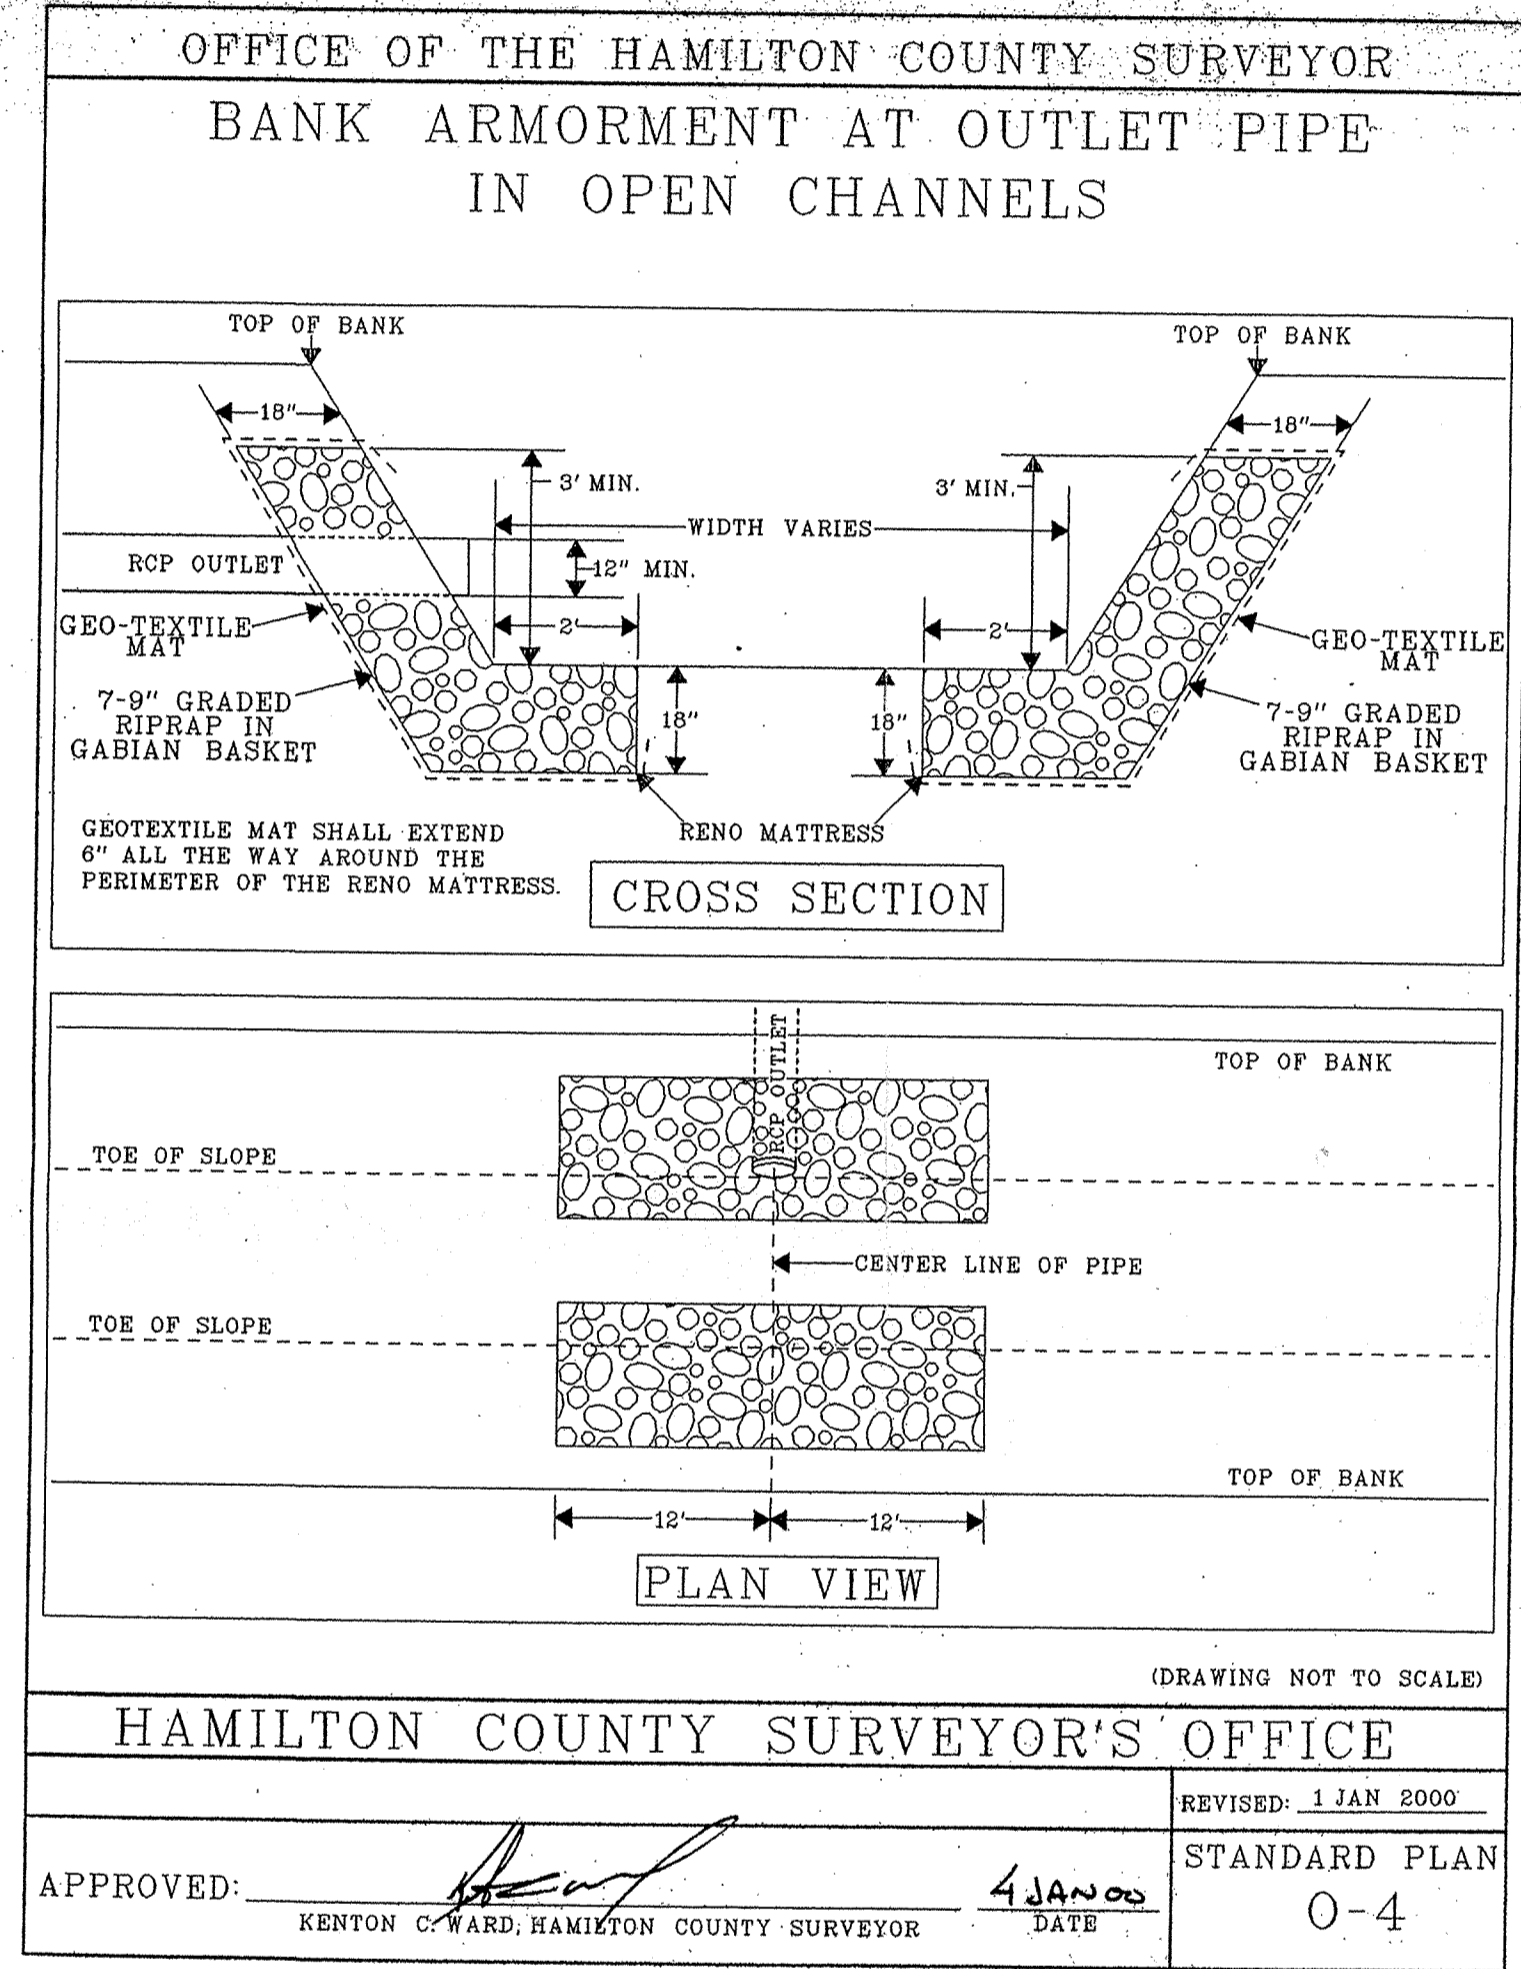 OFFICE OF THE HAMILTON COUNTY SURVEYOR
BANK ARMORMENT AT OUTLET PIPE
IN OPEN CHANNELS
TOP OF BANK
TOP OF BANK
18"
18"
3' MIN.
3' MIN.
WIDTH VARIES
RCP OUTLET
12" MIN.
GEO-TEXTILE
MAT
2'
2'
GEO-TEXTILE
MAT
7-9" GRADED
RIPRAP IN
GABIAN BASKET
18"
18"
7-9" GRADED
RIPRAP IN
GABIAN BASKET
GEOTEXTILE MAT SHALL EXTEND
6" ALL THE WAY AROUND THE
PERIMETER OF THE RENO MATTRESS.
RENO MATTRESS
CROSS SECTION
RCP OUTLET
TOP OF BANK
TOE OF SLOPE
CENTER LINE OF PIPE
TOE OF SLOPE
TOP OF BANK
12'
12'
PLAN VIEW
(DRAWING NOT TO SCALE)
HAMILTON COUNTY SURVEYOR'S OFFICE
REVISED: 1 JAN 2000
STANDARD PLAN
O-4
APPROVED:
4 JAN 00
KENTON C. WARD, HAMILTON COUNTY SURVEYOR
DATE